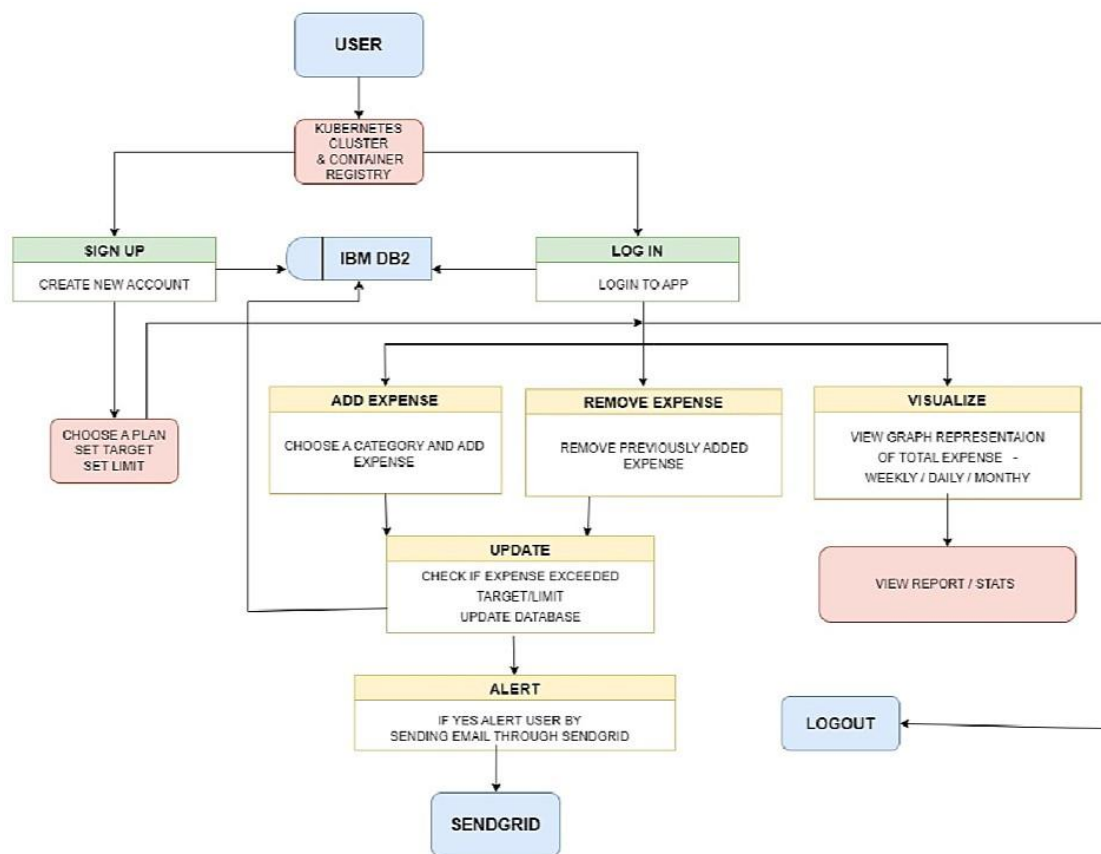 USER
KUBERNETES
CLUSTER
& CONTAINER
REGISTRY
SIGN UP
CREATE NEW ACCOUNT
IBM DB2
LOG IN
LOGIN TO APP
CHOOSE A PLAN
SET TARGET
SET LIMIT
ADD EXPENSE
CHOOSE A CATEGORY AND ADD
EXPENSE
REMOVE EXPENSE
REMOVE PREVIOUSLY ADDED
EXPENSE
VISUALIZE
VIEW GRAPH REPRESENTAION
OF TOTAL EXPENSE -
WEEKLY / DAILY / MONTHY
UPDATE
CHECK IF EXPENSE EXCEEDED
TARGET/LIMIT
UPDATE DATABASE
VIEW REPORT / STATS
ALERT
IF YES ALERT USER BY
SENDING EMAIL THROUGH SENDGRID
LOGOUT
SENDGRID